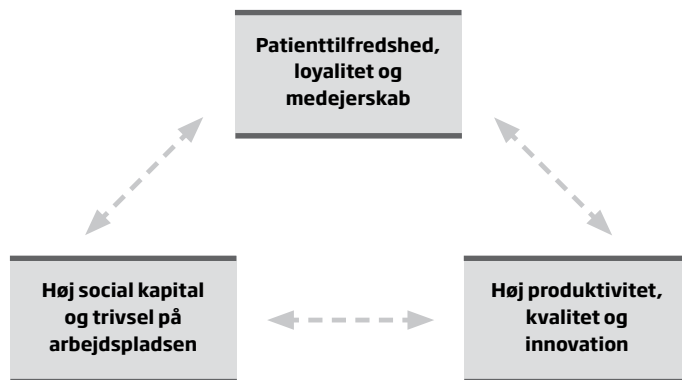 Patienttilfredshed,
loyalitet og
medejerskab
Høj social kapital
og trivsel på
arbejdspladsen
Høj produktivitet,
kvalitet og
innovation